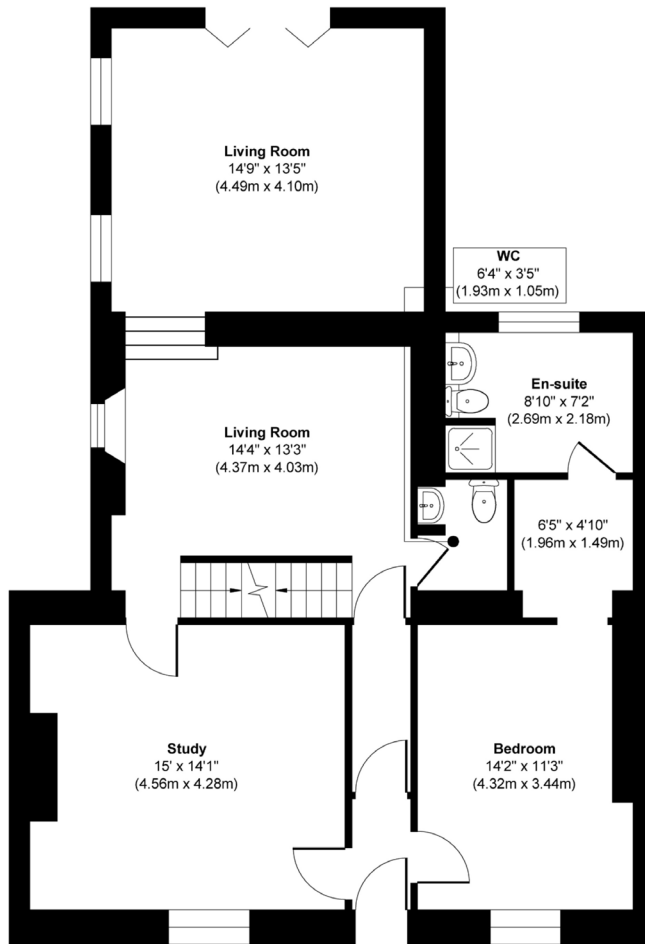 Living Room
14'9" x 13'5"
(4.49m x 4.10m)
WC
6'4" x 3'5"
(1.93m x 1.05m)
En-suite
8'10" x 7'2"
(2.69m x 2.18m)
Living Room
14'4" x 13'3"
(4.37m x 4.03m)
6'5" x 4'10"
(1.96m x 1.49m)
Study
15' x 14'1"
(4.56m x 4.28m)
Bedroom
14'2" x 11'3"
(4.32m x 3.44m)